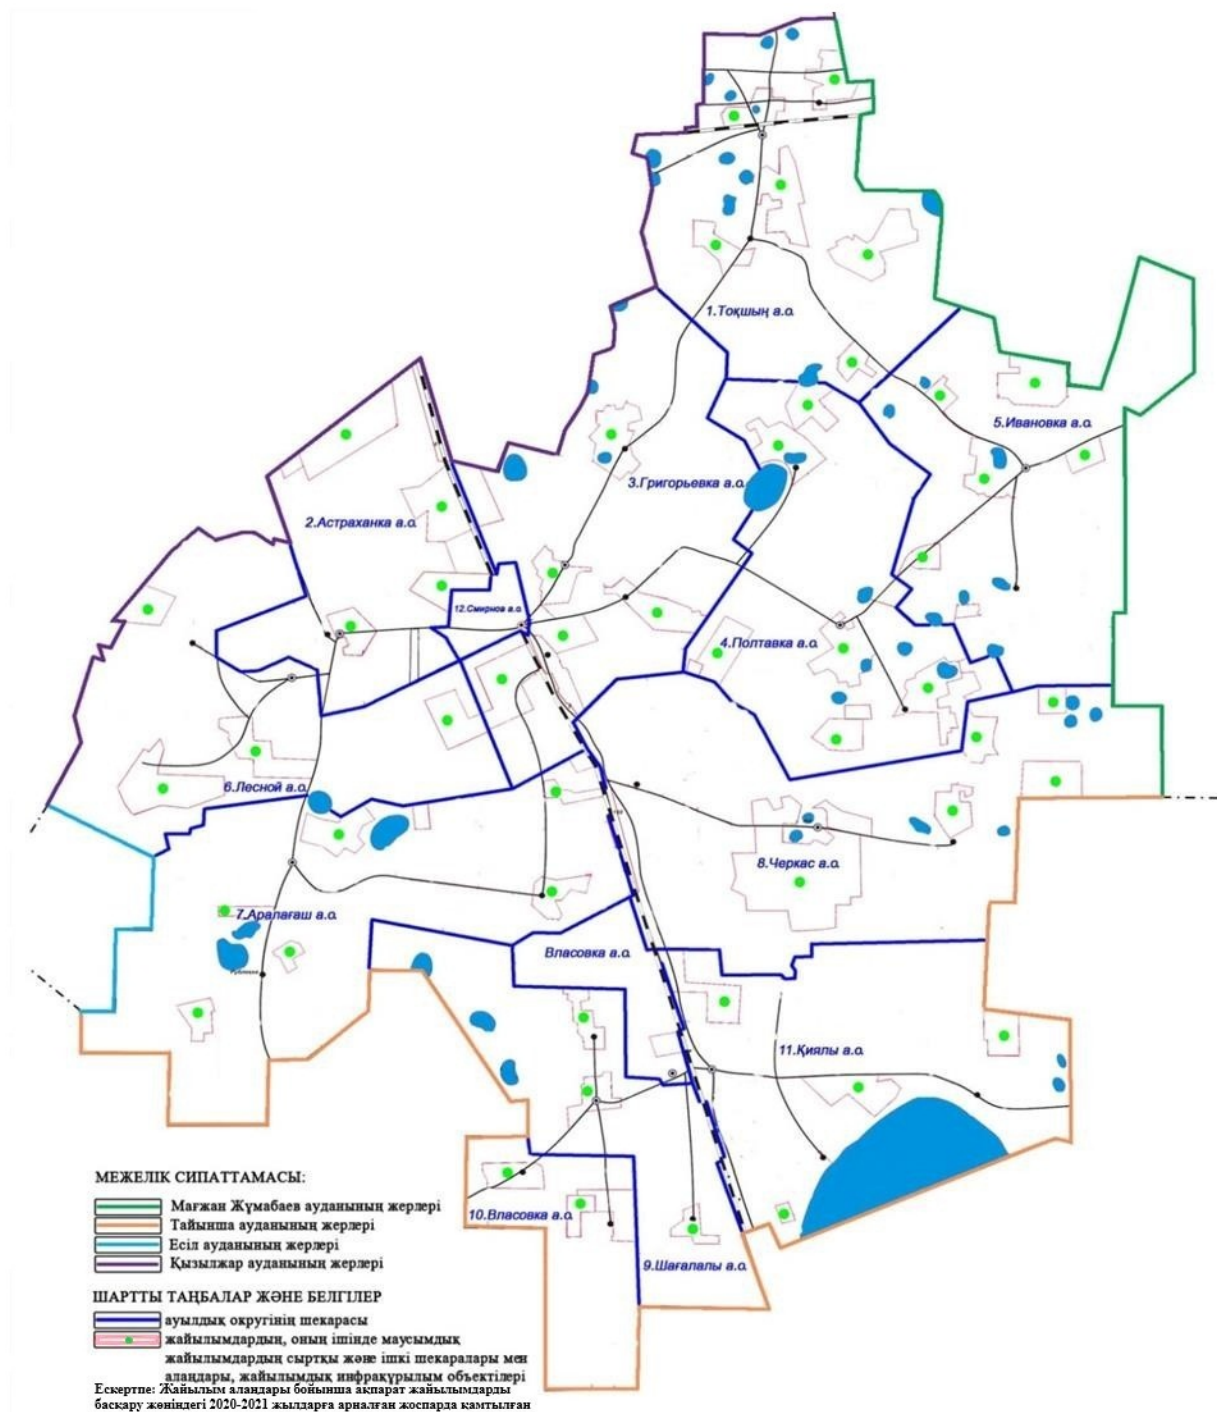 1.Тоқшың а.о.
5.Ивановка а.о.
3.Григорьевка а.о.
2.Астраханка а.о.
12.Смирнов а.о.
4.Полтавка а.о.
6.Лесной а.о.
8.Черкас а.о.
7.Аралағаш а.о.
Власовка а.о.
11.Қиялы а.о.
10.Власовка а.о.
9.Шағалалы а.о.
МЕЖЕЛІК СИПАТТАМАСЫ:
Мағжан Жұмабаев ауданының жерлері
Тайынша ауданының жерлері
Есіл ауданының жерлері
Қызылжар ауданының жерлері
ШАРТТЫ ТАҢБАЛАР ЖӘНЕ БЕЛГІЛЕР
ауылдық округінің шекарасы
жайылымдардың, оның ішінде маусымдық
жайылымдардың сыртқы және ішкі шекаралары мен
алаңдары, жайылымдық инфрақұрылым объектілері
Ескертпе: Жайылым алаңдары бойынша ақпарат жайылымдарды
басқару жөніндегі 2020-2021 жылдарға арналған жоспарда қамтылған